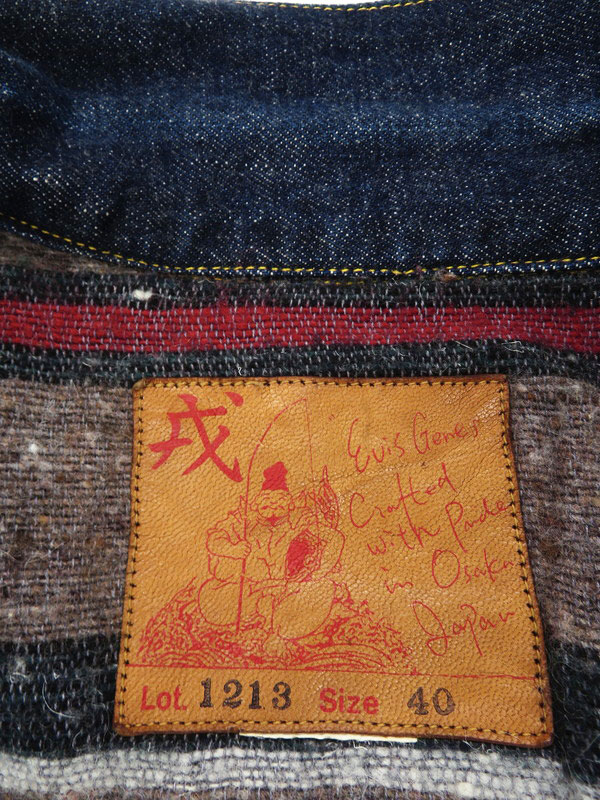 戎
"Evis Genes"
Crafted
with Pride
in Osaka
Japan
Lot. 1213 Size 40